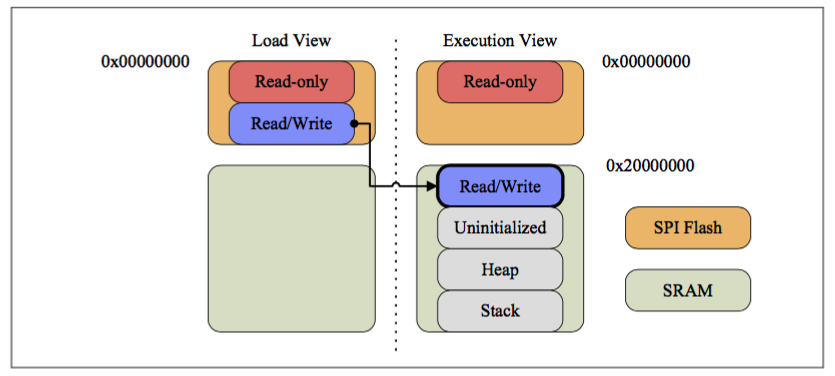 Load View
Execution View
0x00000000
0x00000000
Read-only
Read-only
Read/Write
0x20000000
Read/Write
Uninitialized
SPI Flash
Heap
SRAM
Stack